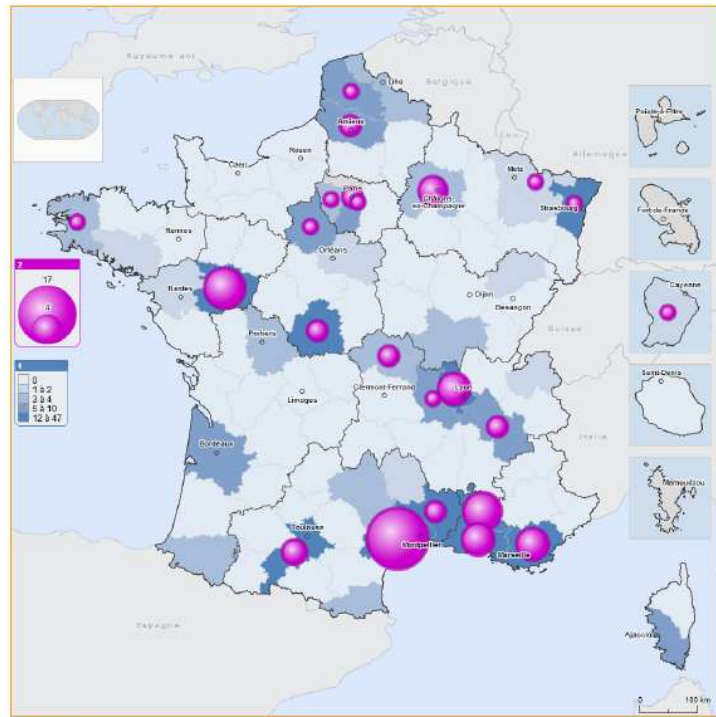 Royaume-Uni
Lille
Belgique
Amiens
Pointe-à-Pitre
Rouen
Caen
Metz
Allemagne
Paris
Châlons-
en-Champagne
Strasbourg
Fort-de-France
Rennes
Orléans
2
17
4
Nantes
Dijon
Besançon
Cayenne
Suisse
Poitiers
1
0
1 à 2
3 à 4
5 à 10
12 à 47
Clermont-Ferrand
Lyon
Saint-Denis
Limoges
Italie
Bordeaux
Mamoudzou
Toulouse
Montpellier
Marseille
Espagne
Ajaccio
100 km